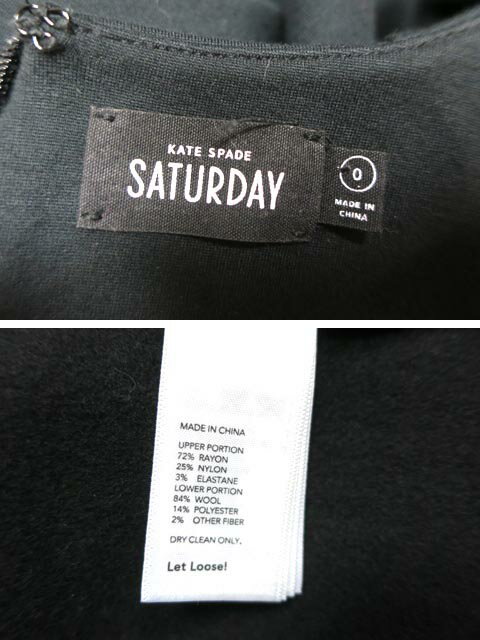 KATE SPADE
SATURDAY
0
MADE IN
CHINA
MADE IN CHINA
UPPER PORTION
72% RAYON
25% NYLON
3% ELASTANE
LOWER PORTION
84% WOOL
14% POLYESTER
2% OTHER FIBER
DRY CLEAN ONLY.
Let Loose!